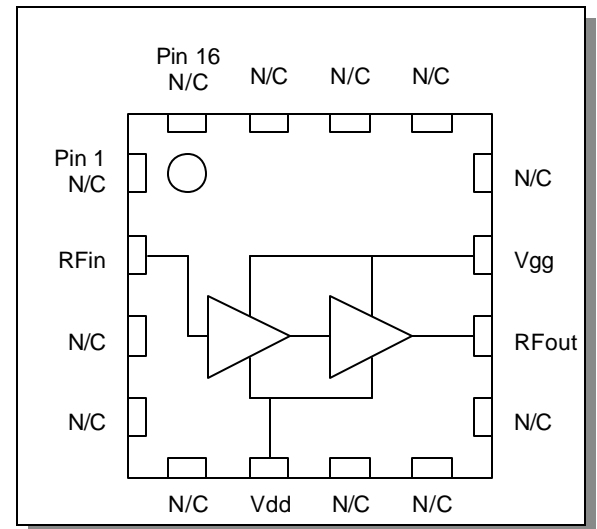 Pin 16
N/C N/C N/C N/C
Pin 1
N/C N/C
RFin Vgg
N/C RFout
N/C N/C
N/C Vdd N/C N/C